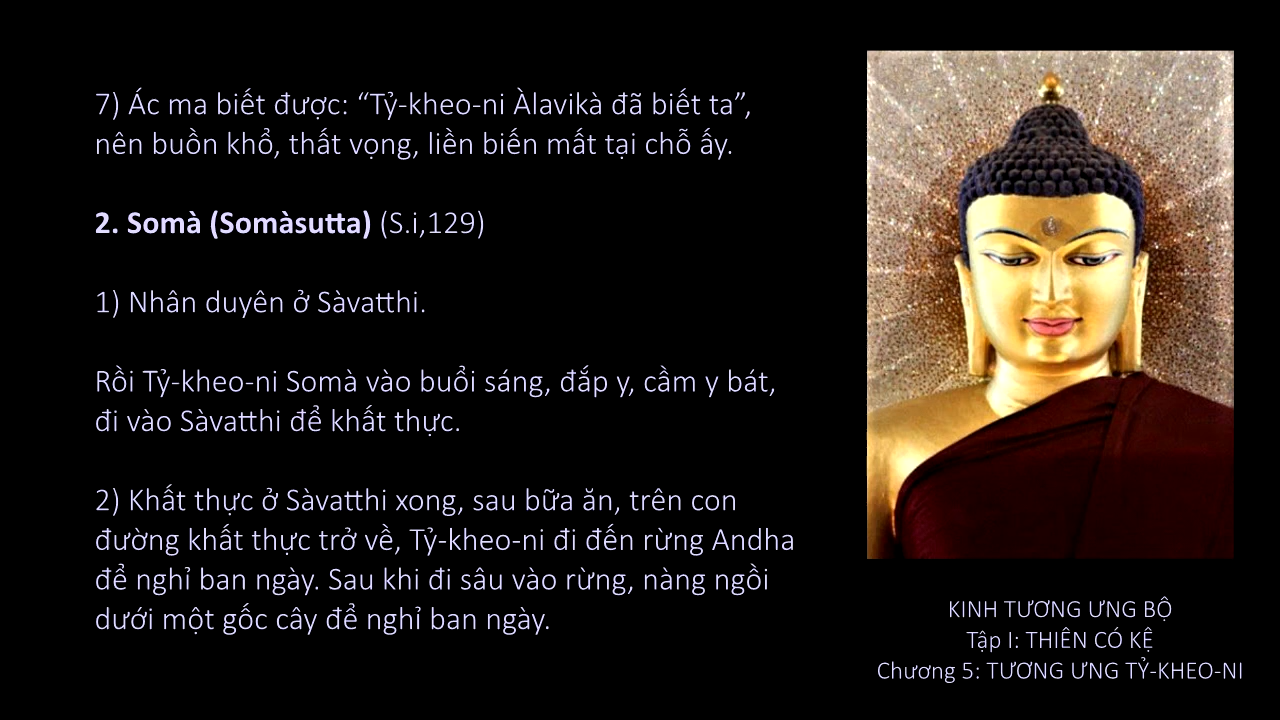 7) Ác ma biết được: “Tỷ-kheo-ni Àlavikà đã biết ta”,
nên buồn khổ, thất vọng, liền biến mất tại chỗ ấy.
2. Somà (Somàsutta) (S.i,129)
1) Nhân duyên ở Sàvatthi.
Rồi Tỷ-kheo-ni Somà vào buổi sáng, đắp y, cầm y bát,
đi vào Sàvatthi để khất thực.
2) Khất thực ở Sàvatthi xong, sau bữa ăn, trên con
đường khất thực trở về, Tỷ-kheo-ni đi đến rừng Andha
để nghỉ ban ngày. Sau khi đi sâu vào rừng, nàng ngồi
dưới một gốc cây để nghỉ ban ngày.
KINH TƯƠNG ƯNG BỘ
Tập I: THIÊN CÓ KỆ
Chương 5: TƯƠNG ƯNG TỶ-KHEO-NI